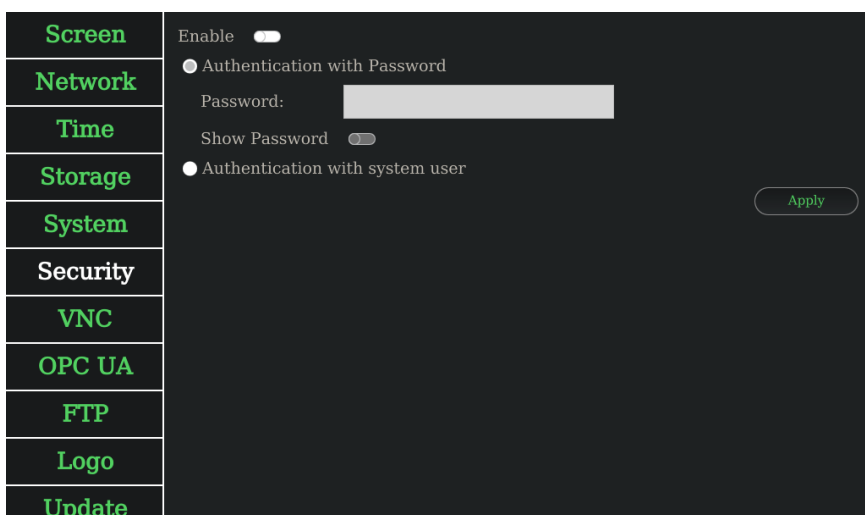 Screen
Network
Time
Storage
System
Security
VNC
OPC UA
FTP
Logo
Update
Enable
Authentication with Password
Password:
Show Password
Authentication with system user
Apply